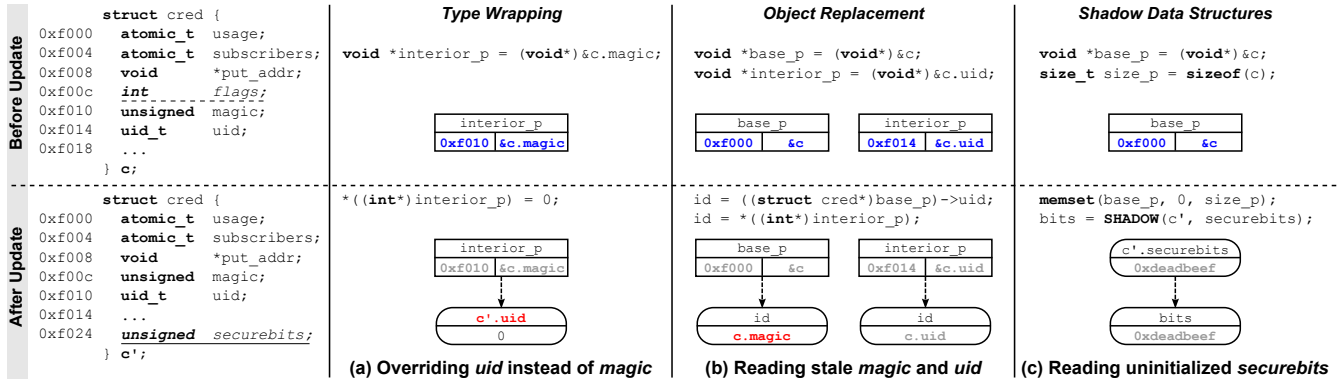 Before Update
struct cred {
0xf000 atomic_t usage;
0xf004 atomic_t subscribers;
0xf008 void *put_addr;
0xf00c int flags;
0xf010 unsigned magic;
0xf014 uid_t uid;
0xf018 ...
} c;
Type Wrapping
void *interior_p = (void*)&c.magic;
interior_p
0xf010 &c.magic
Object Replacement
void *base_p = (void*)&c;
void *interior_p = (void*)&c.uid;
base_p
0xf000 &c
interior_p
0xf014 &c.uid
Shadow Data Structures
void *base_p = (void*)&c;
size_t size_p = sizeof(c);
base_p
0xf000 &c
After Update
struct cred {
0xf000 atomic_t usage;
0xf004 atomic_t subscribers;
0xf008 void *put_addr;
0xf00c unsigned magic;
0xf010 uid_t uid;
0xf014 ...
0xf024 unsigned securebits;
} c';
*((int*)interior_p) = 0;
interior_p
0xf010 &c.magic
c'.uid
0
(a) Overriding uid instead of magic
id = ((struct cred*)base_p)->uid;
id = *((int*)interior_p);
base_p
0xf000 &c
id
c.magic
interior_p
0xf014 &c.uid
id
c.uid
(b) Reading stale magic and uid
memset(base_p, 0, size_p);
bits = SHADOW(c', securebits);
c'.securebits
0xdeadbeef
bits
0xdeadbeef
(c) Reading uninitialized securebits